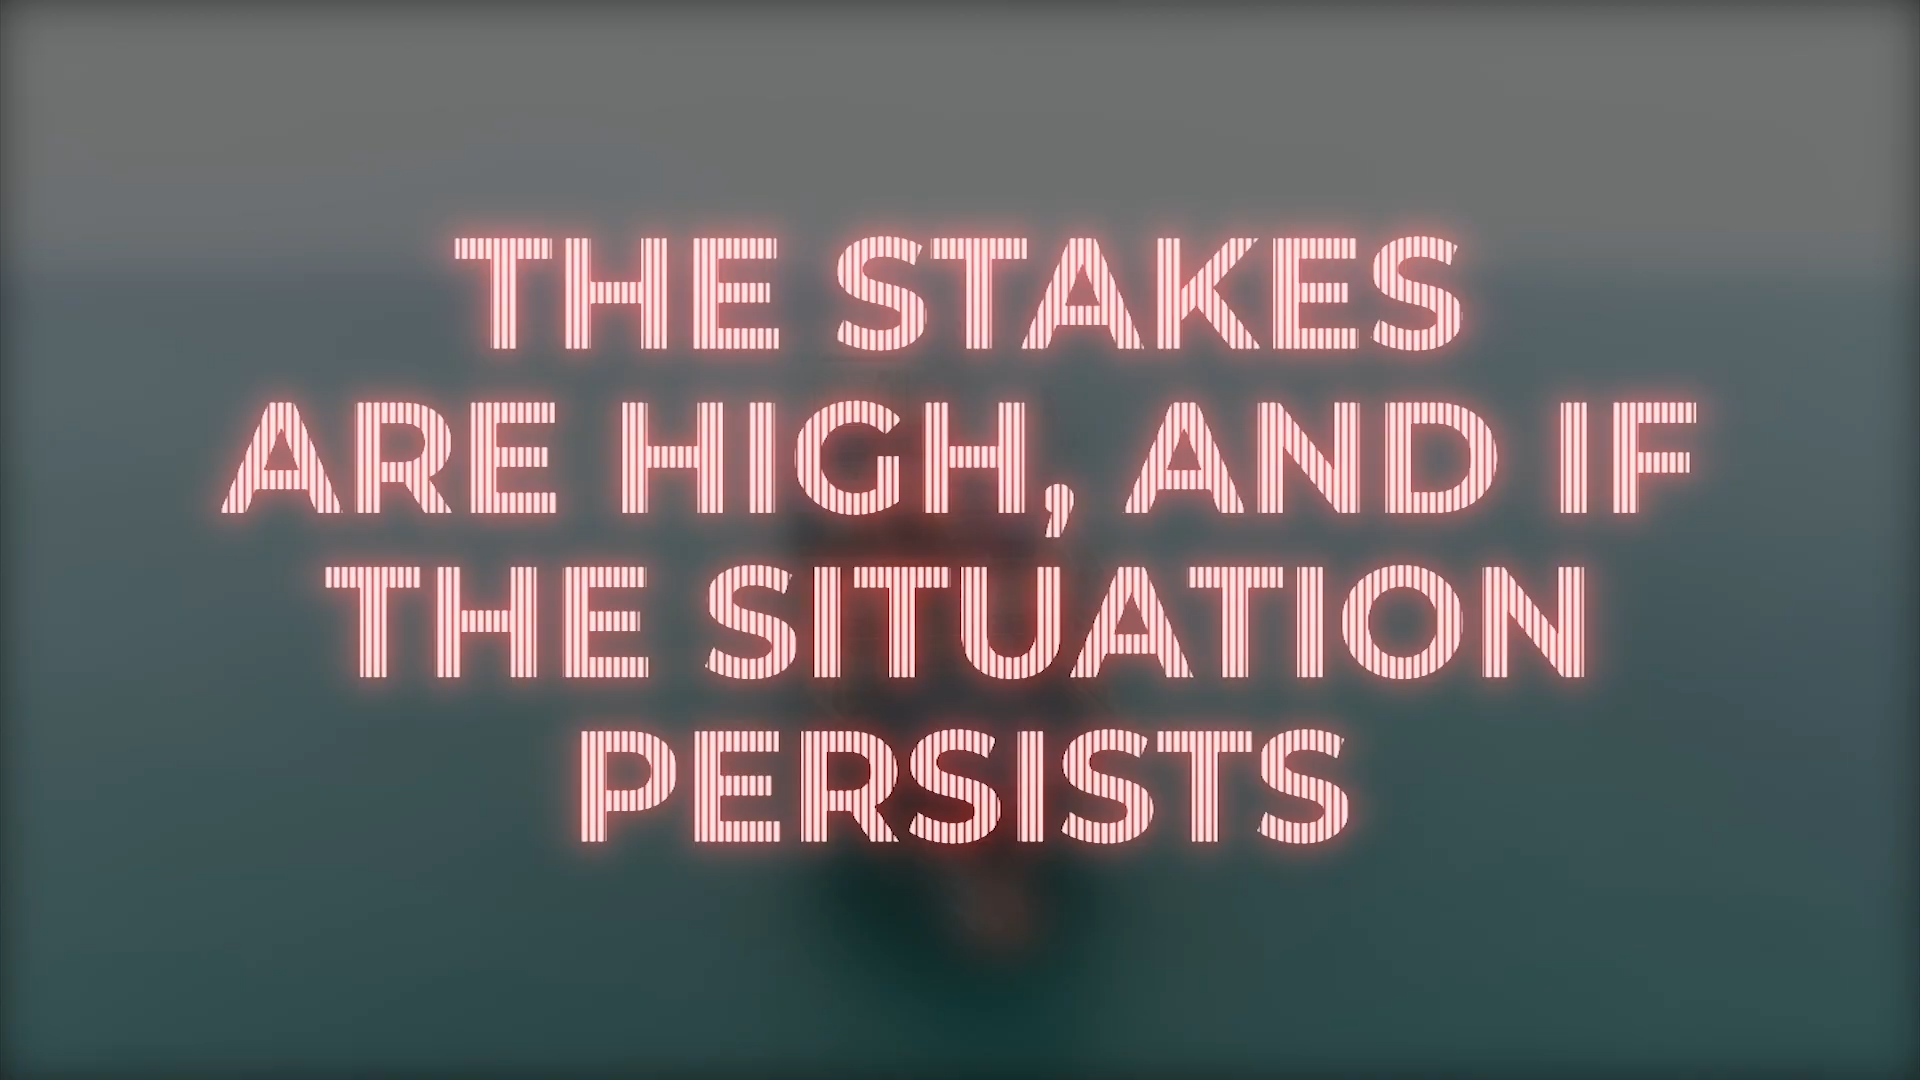 THE STAKES
ARE HIGH, AND IF
THE SITUATION
PERSISTS